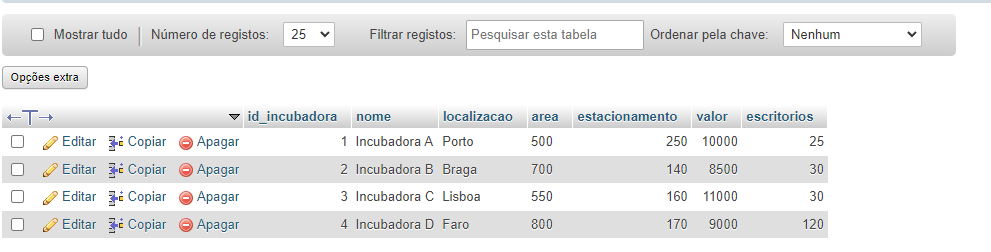 Mostrar tudo Número de registos: 25 Filtrar registos: Pesquisar esta tabela Ordenar pela chave: Nenhum
Opções extra
id_incubadora nome localizacao area estacionamento valor escritorios
Editar Copiar Apagar 1 Incubadora A Porto 500 250 10000 25
Editar Copiar Apagar 2 Incubadora B Braga 700 140 8500 30
Editar Copiar Apagar 3 Incubadora C Lisboa 550 160 11000 30
Editar Copiar Apagar 4 Incubadora D Faro 800 170 9000 120